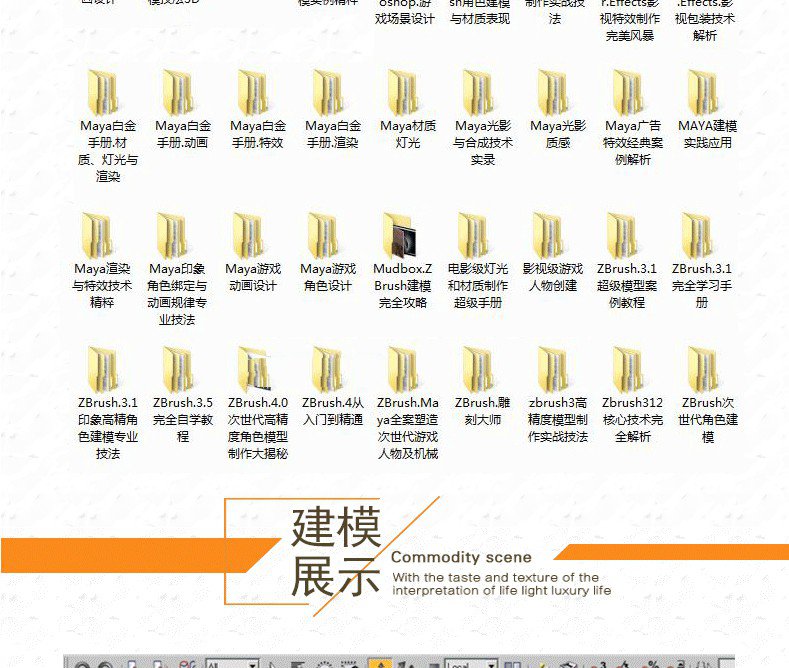 oshop.游
戏场景设计
sh角色建模
与材质表现
制作实战技
法
r.Effects影
视特效制作
完美风暴
.Effects.影
视包装技术
解析
Maya白金
手册.材
质、灯光与
渲染
Maya白金
手册.动画
Maya白金
手册.特效
Maya白金
手册.渲染
Maya材质
灯光
Maya光影
与合成技术
实录
Maya光影
质感
Maya广告
特效经典案
例解析
MAYA建模
实践应用
Maya渲染
与特效技术
精粹
Maya印象
角色绑定与
动画规律专
业技法
Maya游戏
动画设计
Maya游戏
角色设计
Mudbox.Z
Brush建模
完全攻略
电影级灯光
和材质制作
超级手册
影视级游戏
人物创建
ZBrush.3.1
超级模型案
例教程
ZBrush.3.1
完全学习手
册
ZBrush.3.1
印象高精角
色建模专业
技法
ZBrush.3.5
完全自学教
程
ZBrush.4.0
次世代高精
度角色模型
制作大揭秘
ZBrush.4从
入门到精通
ZBrush.Ma
ya全案塑造
次世代游戏
人物及机械
ZBrush.雕
刻大师
zbrush3高
精度模型制
作实战技法
Zbrush312
核心技术完
全解析
ZBrush次
世代角色建
模
建模
展示
Commodity scene
With the taste and texture of the
interpretation of life light luxury life
All
Local